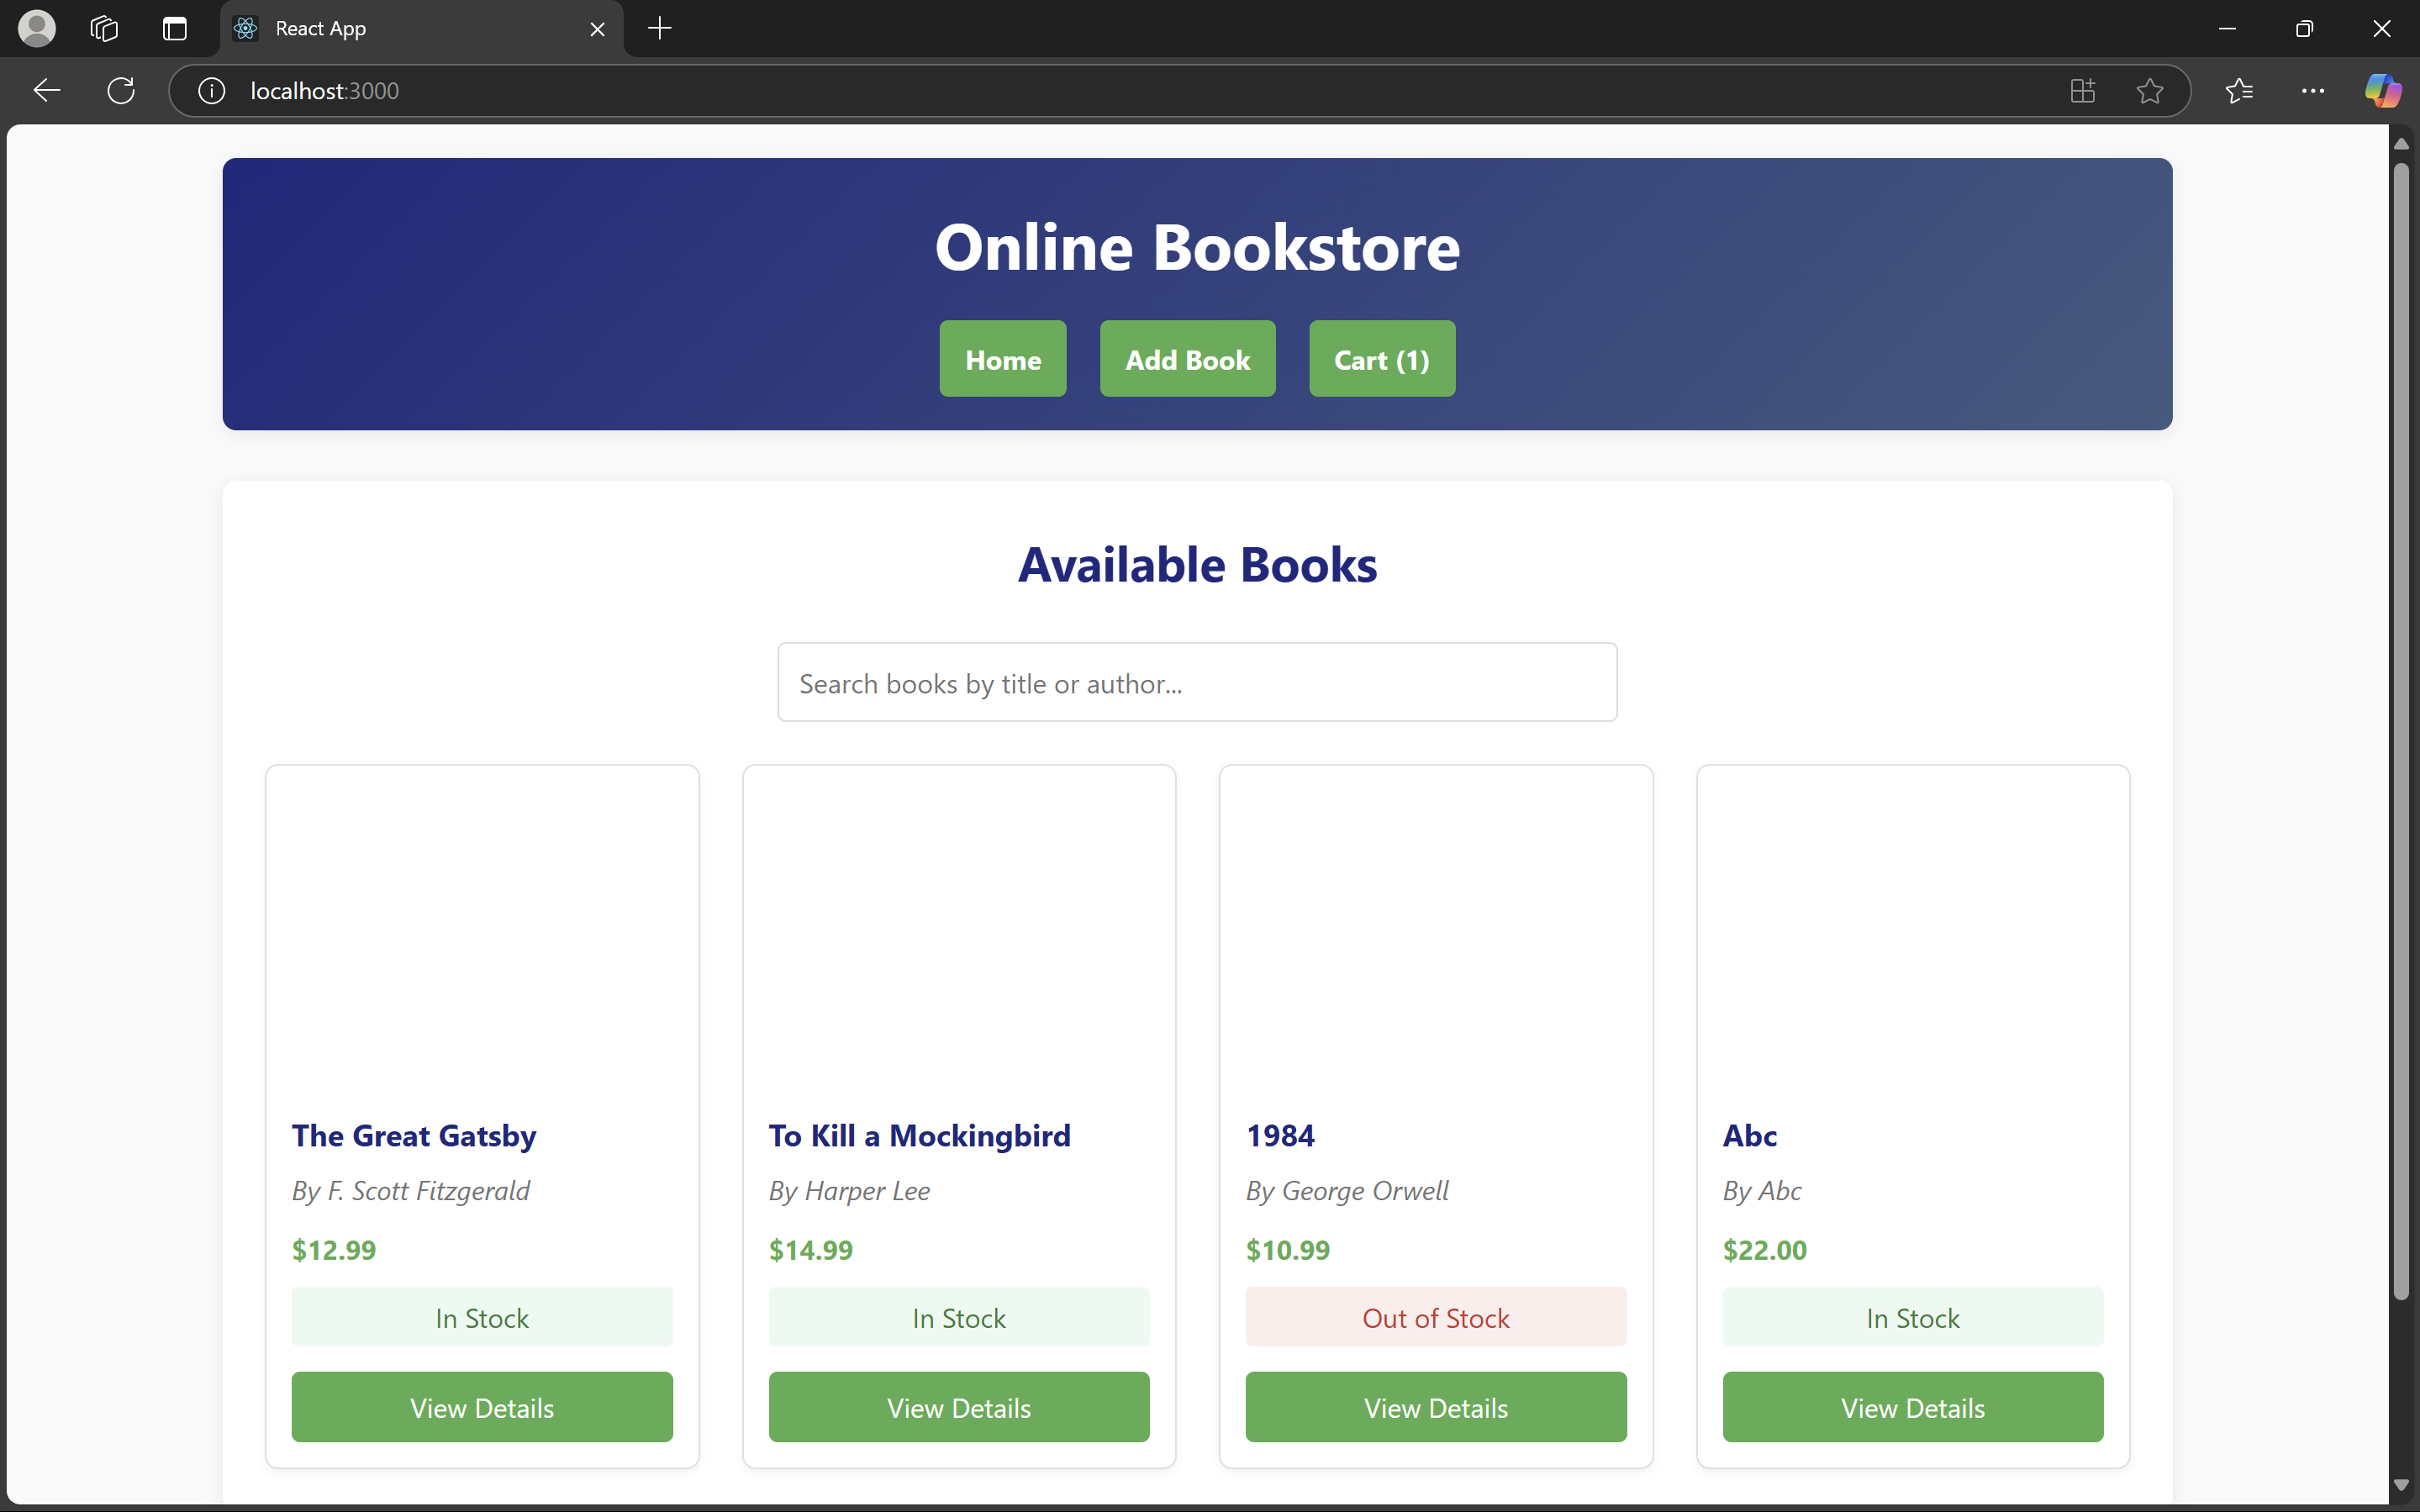 React App
localhost:3000
Online Bookstore
Home Add Book Cart (1)
Available Books
Search books by title or author...
The Great Gatsby
By F. Scott Fitzgerald
$12.99
In Stock
View Details
To Kill a Mockingbird
By Harper Lee
$14.99
In Stock
View Details
1984
By George Orwell
$10.99
Out of Stock
View Details
Abc
By Abc
$22.00
In Stock
View Details